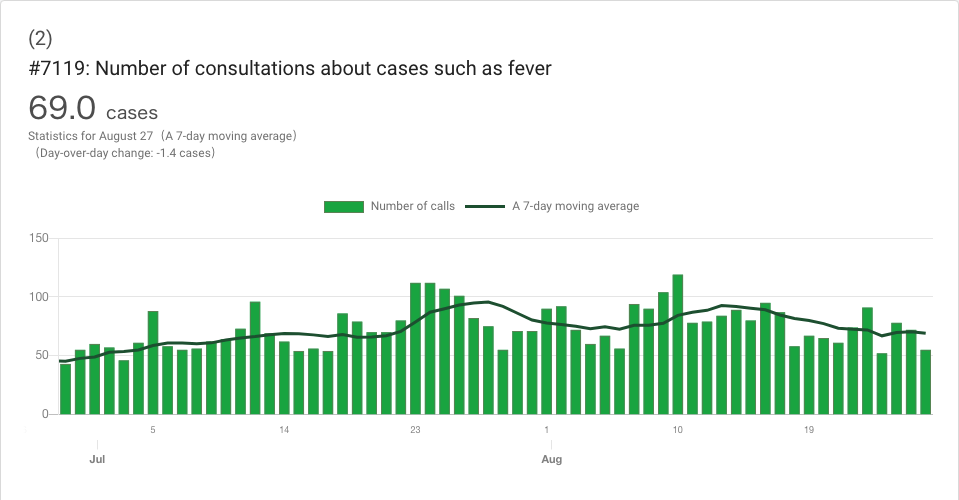 (2)
#7119: Number of consultations about cases such as fever
69.0 cases
Statistics for August 27（A 7-day moving average）
（Day-over-day change: -1.4 cases）
Number of calls A 7-day moving average
150
100
50
0
5 14 23 1 10 19
Jul Aug